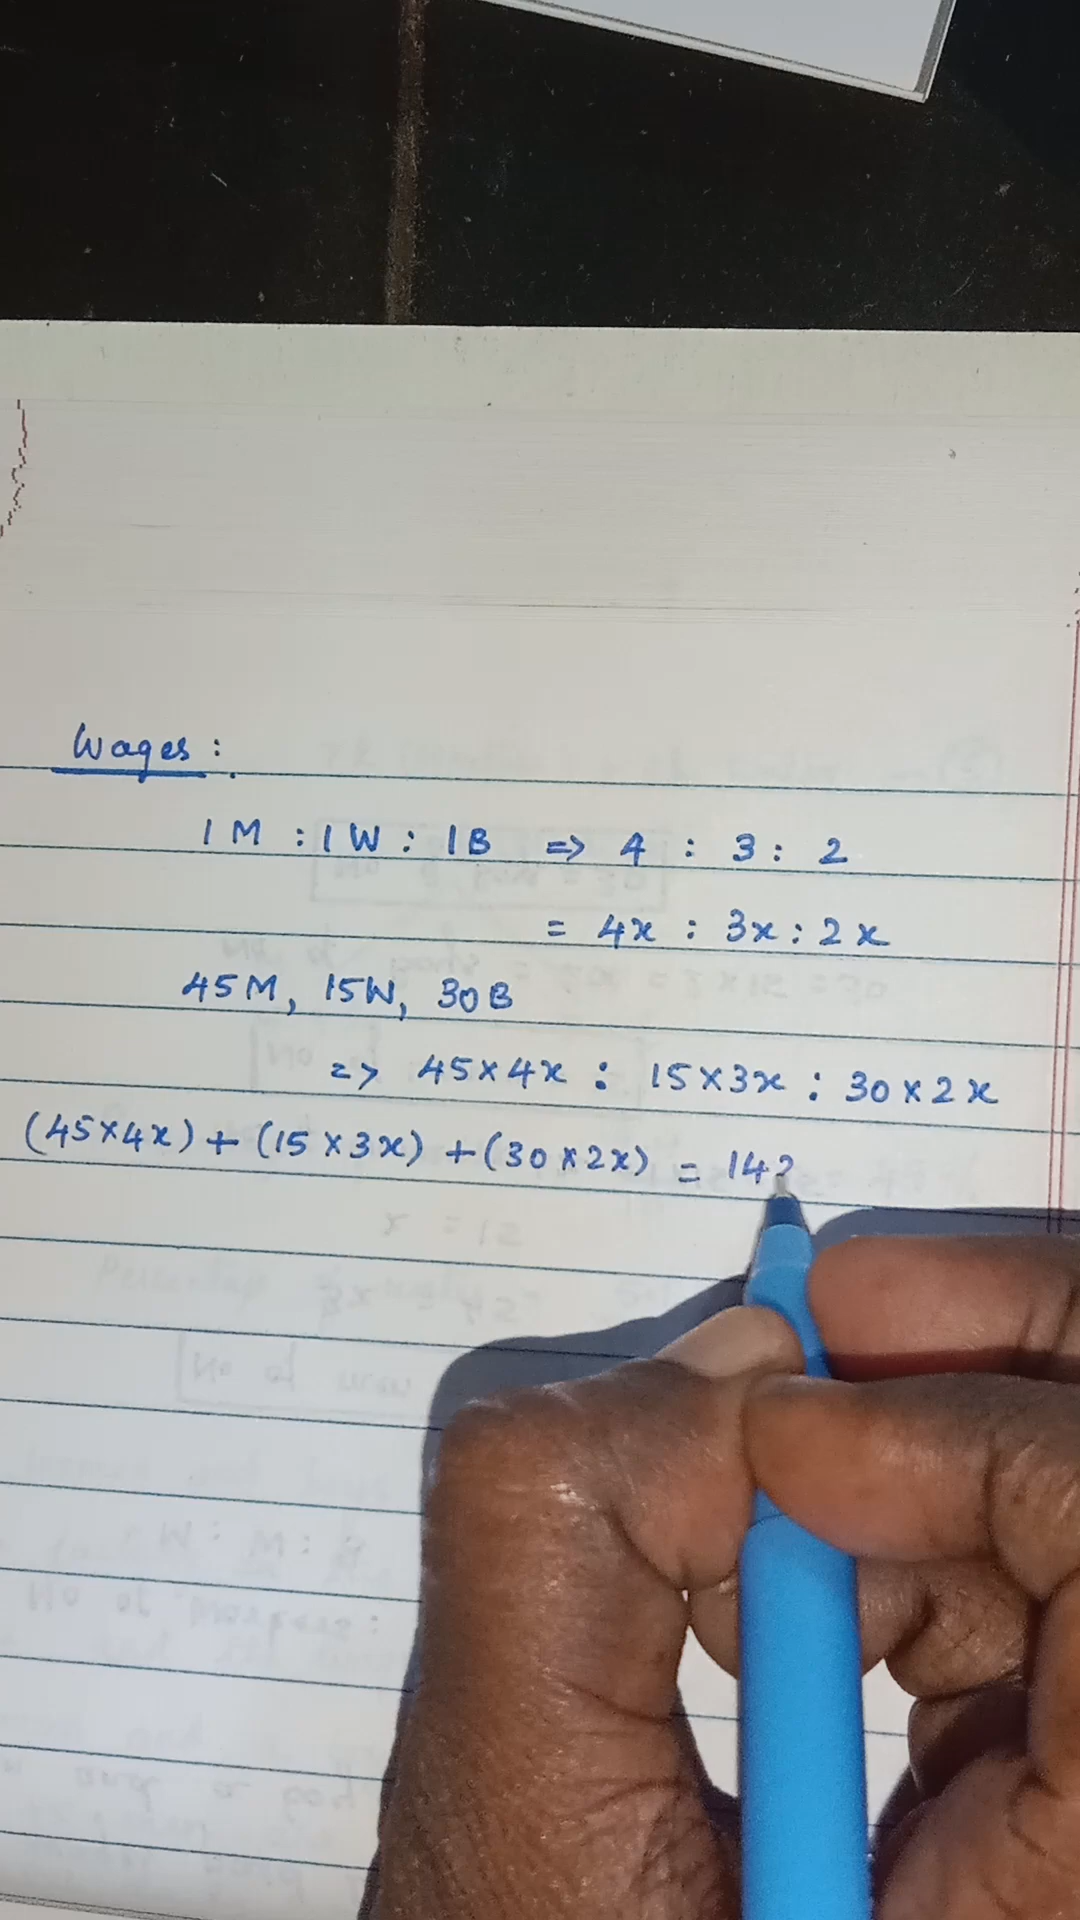 Wages :
1M : 1W : 1B => 4 : 3 : 2
= 4x : 3x : 2x
45M, 15W, 30B
=> 45×4x : 15×3x : 30×2x
(45×4x) + (15×3x) + (30×2x) = 142